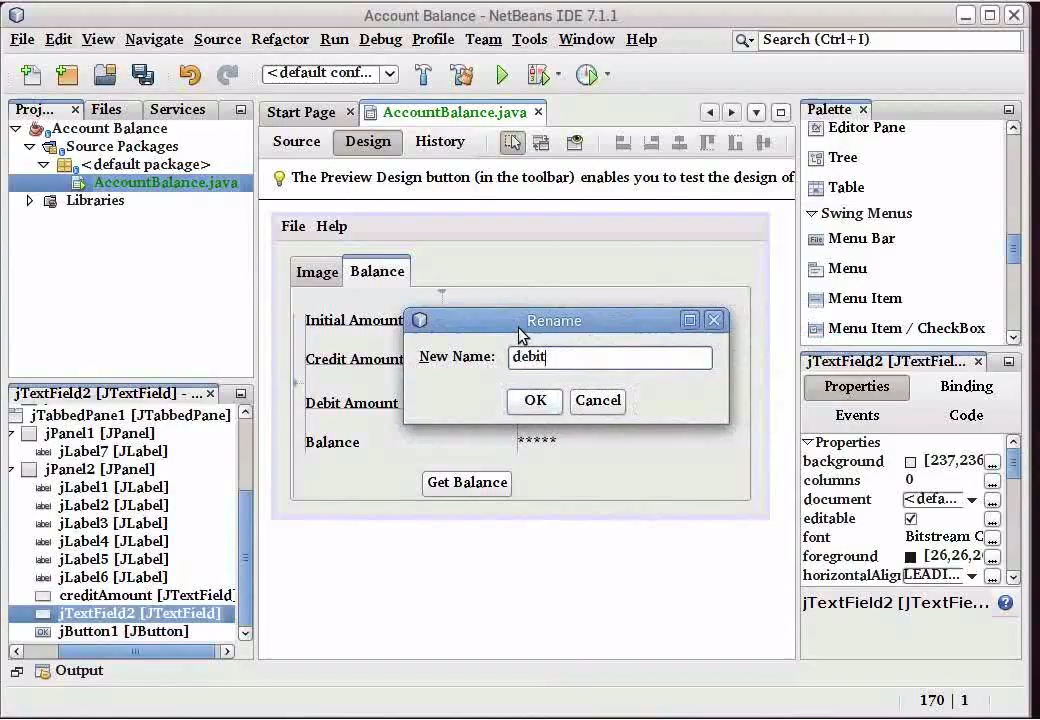 Account Balance - NetBeans IDE 7.1.1
File Edit View Navigate Source Refactor Run Debug Profile Team Tools Window Help
Search (Ctrl+I)
<default conf...
Proj... × Files Services
Account Balance
Source Packages
<default package>
AccountBalance.java
Libraries
Start Page × AccountBalance.java ×
Source Design History
The Preview Design button (in the toolbar) enables you to test the design of
File Help
Image Balance
Initial Amount
Credit Amount
Debit Amount
Balance *****
Get Balance
Rename
New Name: debit
OK Cancel
Palette ×
Editor Pane
Tree
Table
Swing Menus
Menu Bar
Menu
Menu Item
Menu Item / CheckBox
jTextField2 [JTextField] - ... ×
jTabbedPane1 [JTabbedPane]
jPanel1 [JPanel]
jLabel7 [JLabel]
jPanel2 [JPanel]
jLabel1 [JLabel]
jLabel2 [JLabel]
jLabel3 [JLabel]
jLabel4 [JLabel]
jLabel5 [JLabel]
jLabel6 [JLabel]
creditAmount [JTextField]
jTextField2 [JTextField]
OK jButton1 [JButton]
jTextField2 [JTextFiel... ×
Properties Binding
Events Code
Properties
background [237,236 ...
columns 0 ...
document <defa... ...
editable ...
font Bitstream C ...
foreground [26,26,2 ...
horizontalAlig LEADI... ...
jTextField2 [JTextFie...
Output
170 | 1